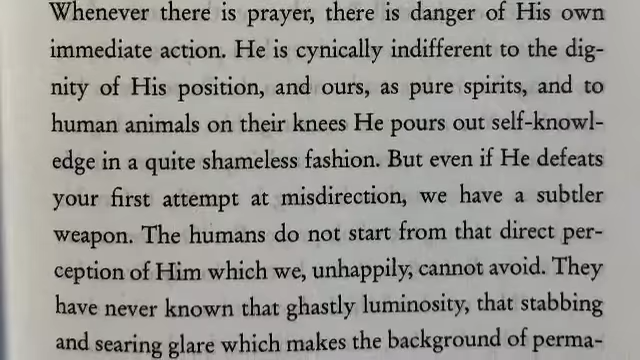 Whenever there is prayer, there is danger of His own
immediate action. He is cynically indifferent to the dig-
nity of His position, and ours, as pure spirits, and to
human animals on their knees He pours out self-knowl-
edge in a quite shameless fashion. But even if He defeats
your first attempt at misdirection, we have a subtler
weapon. The humans do not start from that direct per-
ception of Him which we, unhappily, cannot avoid. They
have never known that ghastly luminosity, that stabbing
and searing glare which makes the background of perma-